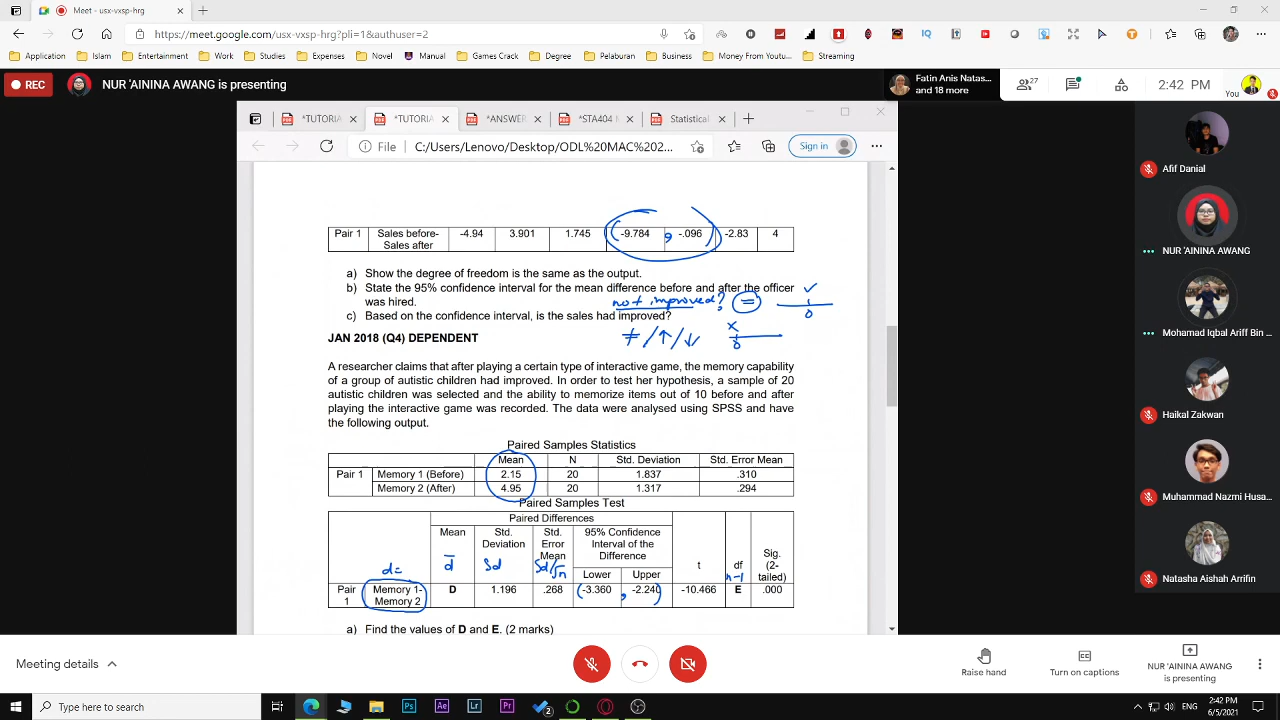 Meet - usx-vxsp-hrg
https://meet.google.com/usx-vxsp-hrg?pli=1&authuser=2
Application Islam Entertainment Work Studies Games Crack Novel Manual Games Degree Pelaburan Business Money From Youtu... Streaming
REC NUR 'AININA AWANG is presenting
Fatin Anis Natas... and 18 more
27
2:42 PM
You
*TUTORIA *TUTORIA *ANSWER *STA404 Statistical
File C:/Users/Lenovo/Desktop/ODL%20MAC%202... Sign in
Pair 1 Sales before- Sales after -4.94 3.901 1.745 (-9.784 , -.096) -2.83 4
a) Show the degree of freedom is the same as the output.
b) State the 95% confidence interval for the mean difference before and after the officer
was hired.
not improved? = ✓
0
c) Based on the confidence interval, is the sales had improved?
≠ / ↑ / ↓ x
0
JAN 2018 (Q4) DEPENDENT
A researcher claims that after playing a certain type of interactive game, the memory capability
of a group of autistic children had improved. In order to test her hypothesis, a sample of 20
autistic children was selected and the ability to memorize items out of 10 before and after
playing the interactive game was recorded. The data were analysed using SPSS and have
the following output.
Paired Samples Statistics
Mean N Std. Deviation Std. Error Mean
Pair 1 Memory 1 (Before) 2.15 20 1.837 .310
Memory 2 (After) 4.95 20 1.317 .294
Paired Samples Test
Paired Differences
Mean Std. Deviation Std. Error Mean 95% Confidence Interval of the Difference t df Sig. (2-tailed)
d= d̄ Sd Sd/√n n-1
Lower Upper
Pair 1 Memory 1- Memory 2 D 1.196 .268 (-3.360 , -2.240) -10.466 E .000
a) Find the values of D and E. (2 marks)
Afif Danial
NUR 'AININA AWANG
Mohamad Iqbal Ariff Bin ...
Haikal Zakwan
Muhammad Nazmi Husa...
Natasha Aishah Arrifin
Meeting details
Raise hand
Turn on captions
NUR 'AININA AWANG is presenting
Type here to search
Ps Ae Lr Pr
2:42 PM
6/5/2021